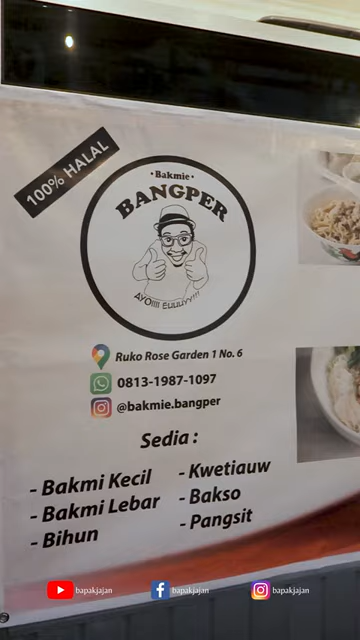 100% HALAL
• Bakmie •
BANGPER
AYO!!!! Euuuyy!!!
Ruko Rose Garden 1 No. 6
0813-1987-1097
@bakmie.bangper
Sedia :
- Bakmi Kecil
- Bakmi Lebar
- Bihun
- Kwetiauw
- Bakso
- Pangsit
bapakjajan bapakjajan bapakjajan